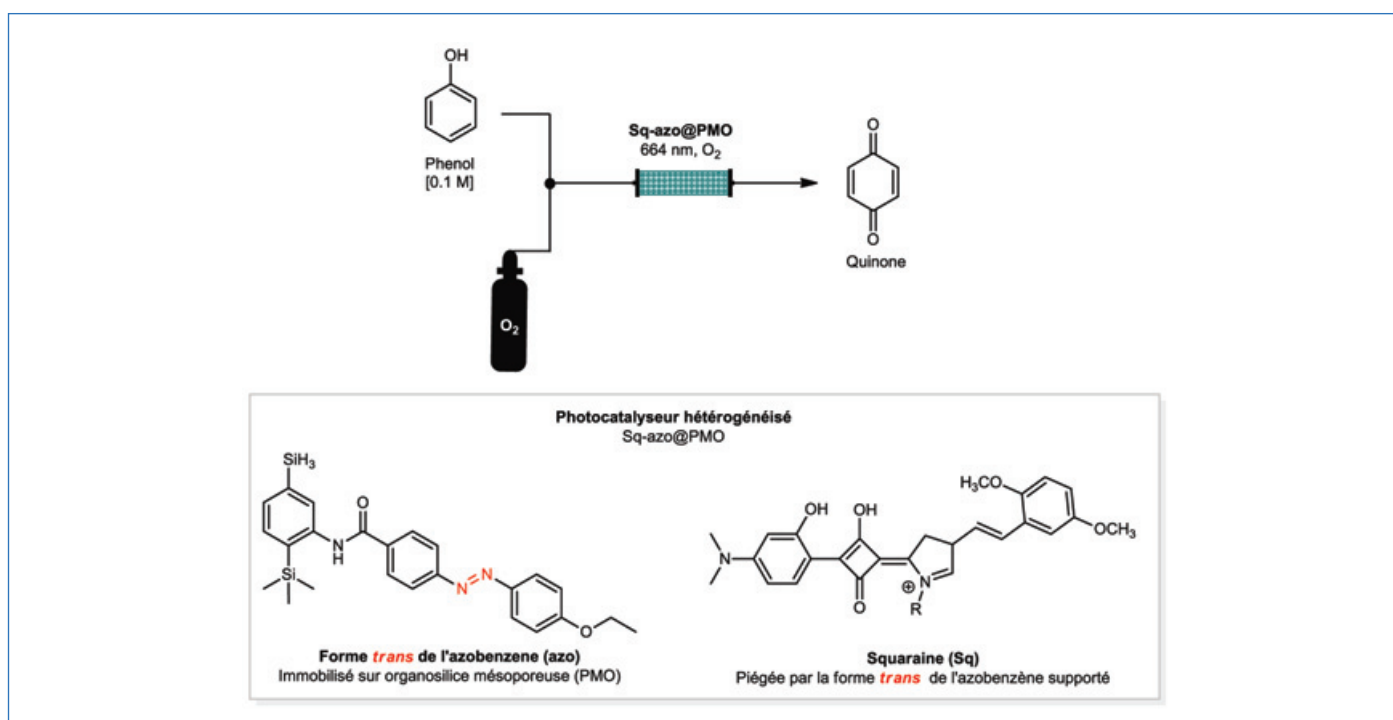 OH
Phenol
[0.1 M]
O2
Sq-azo@PMO
664 nm, O2
O
O
Quinone
Photocatalyseur hétérogénéisé
Sq-azo@PMO
SiH3
O
N
H
Si
N
N
O
Forme trans de l'azobenzene (azo)
Immobilisé sur organosilice mésoporeuse (PMO)
H3CO
OCH3
OH
OH
N
O
N
⊕
R
Squaraine (Sq)
Piégée par la forme trans de l'azobenzène supporté